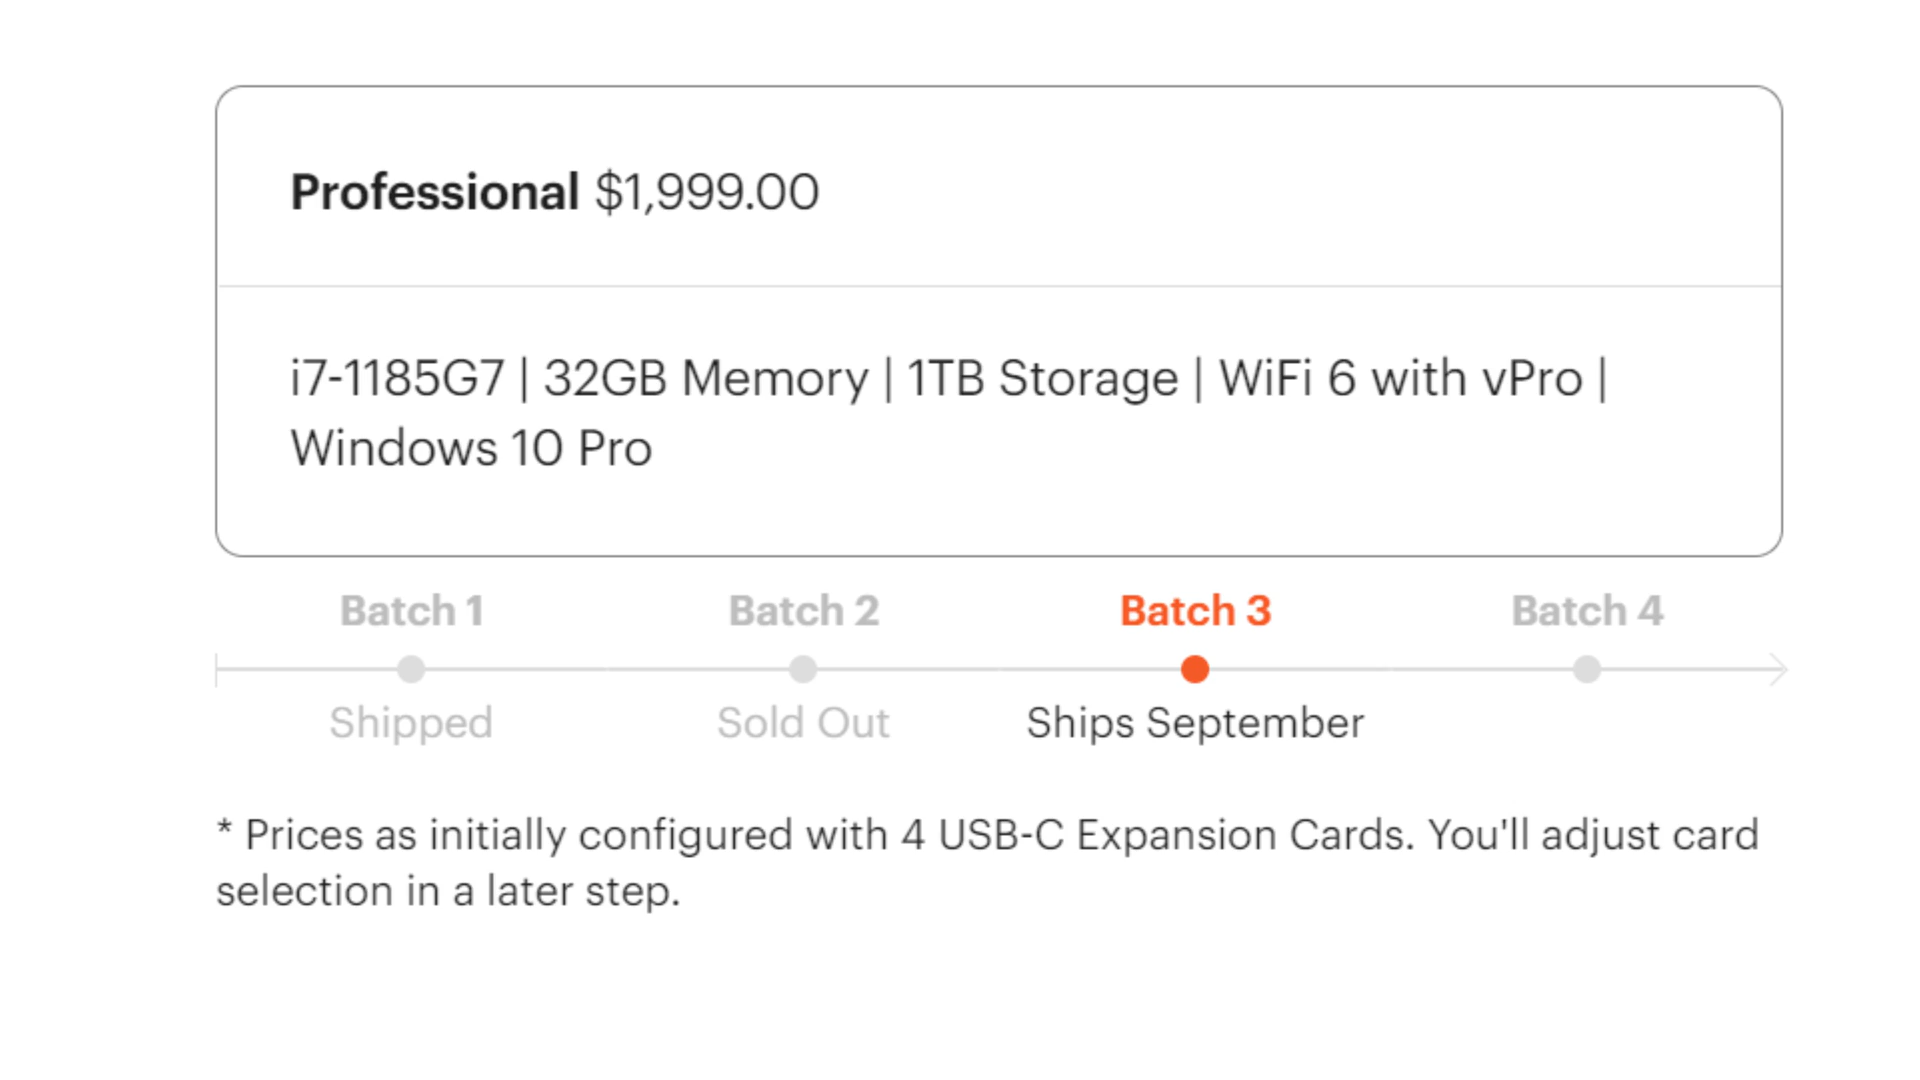 Professional $1,999.00
i7-1185G7 | 32GB Memory | 1TB Storage | WiFi 6 with vPro |
Windows 10 Pro
Batch 1 Batch 2 Batch 3 Batch 4
Shipped Sold Out Ships September
* Prices as initially configured with 4 USB-C Expansion Cards. You'll adjust card
selection in a later step.